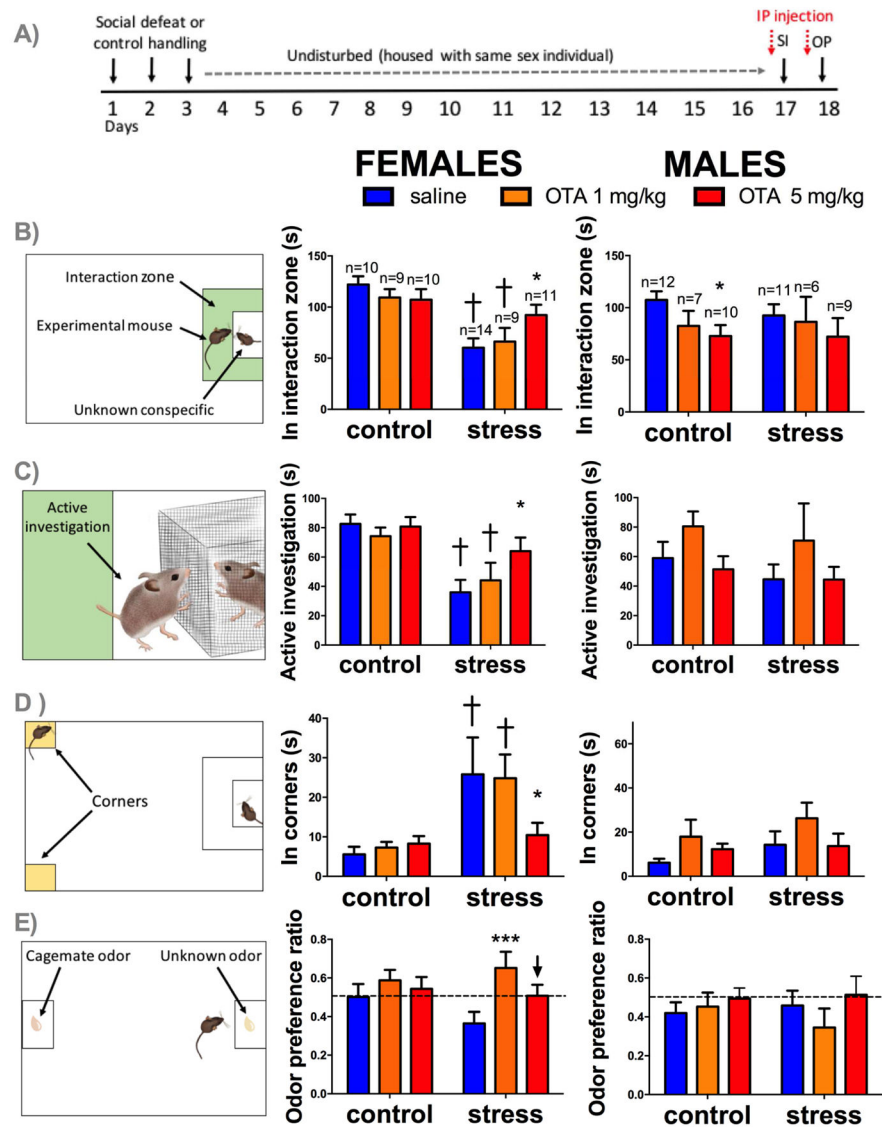 A)
Social defeat or
control handling
Undisturbed (housed with same sex individual)
IP injection
SI
OP
1 2 3 4 5 6 7 8 9 10 11 12 13 14 15 16 17 18
Days
FEMALES MALES
saline OTA 1 mg/kg OTA 5 mg/kg
B)
Interaction zone
Experimental mouse
Unknown conspecific
In interaction zone (s)
150
100
50
0
n=10
n=9
n=10
†
n=14
†
n=9
*
n=11
control stress
In interaction zone (s)
150
100
50
0
n=12
n=7
*
n=10
n=11
n=6
n=9
control stress
C)
Active
investigation
Active investigation (s)
100
80
60
40
20
0
† † *
control stress
Active investigation (s)
100
80
60
40
20
0
control stress
D )
Corners
In corners (s)
40
30
20
10
0
† † *
control stress
In corners (s)
60
40
20
0
control stress
E)
Cagemate odor Unknown odor
Odor preference ratio
0.8
0.6
0.4
0.2
0.0
***
control stress
Odor preference ratio
0.8
0.6
0.4
0.2
0.0
control stress